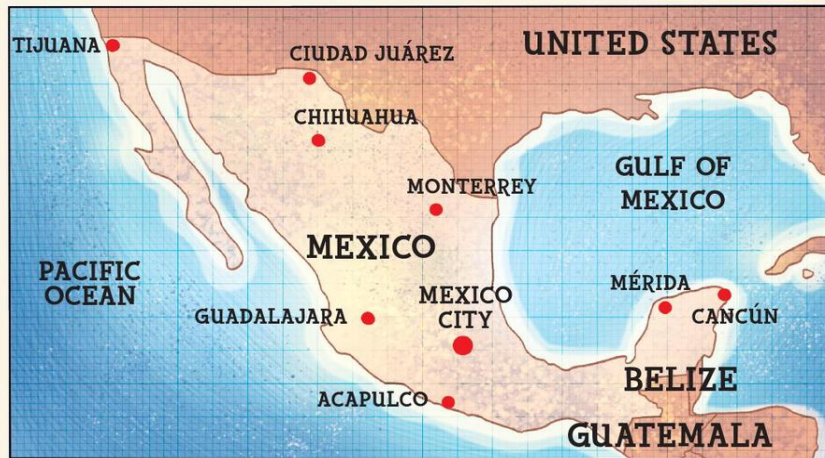 TIJUANA
CIUDAD JUÁREZ
UNITED STATES
CHIHUAHUA
GULF OF
MEXICO
MONTERREY
MEXICO
PACIFIC
OCEAN
MEXICO
CITY
MÉRIDA
GUADALAJARA
CANCÚN
BELIZE
ACAPULCO
GUATEMALA